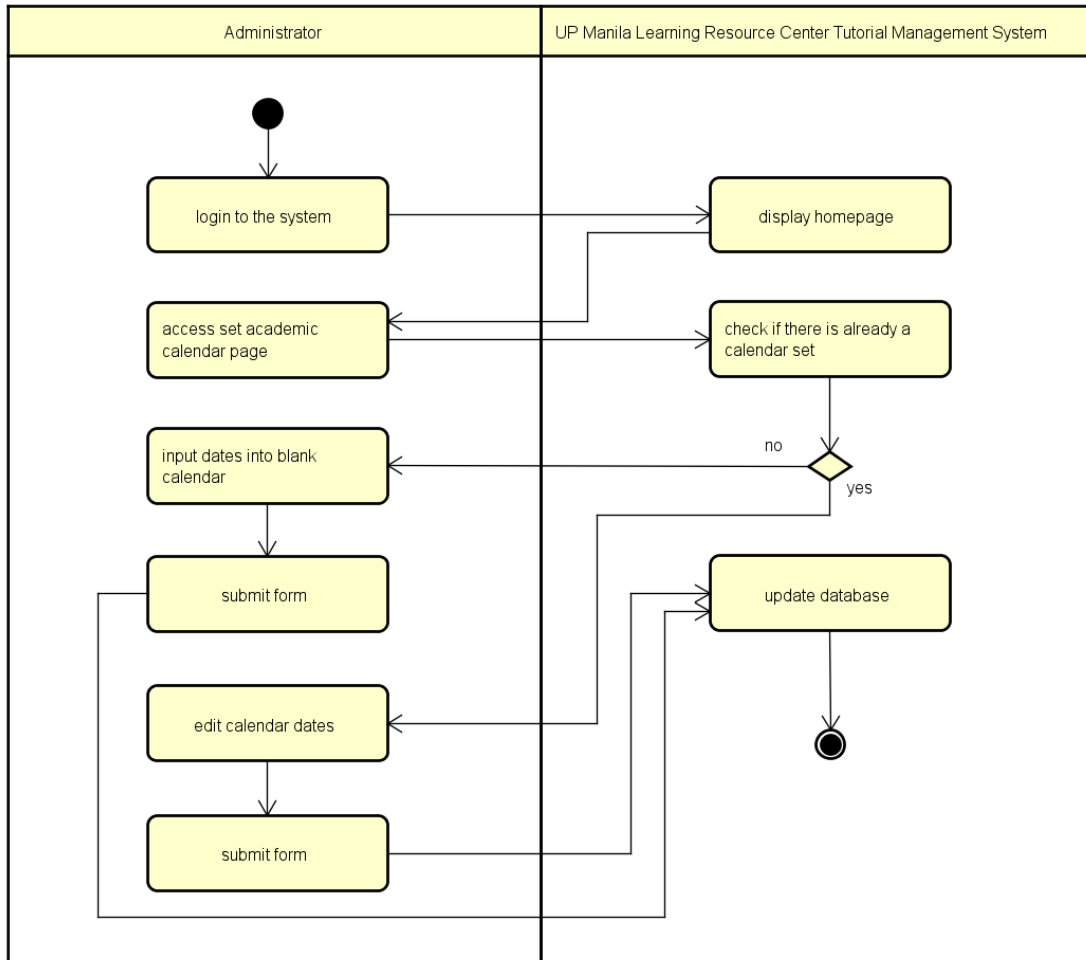 Administrator
UP Manila Learning Resource Center Tutorial Management System
login to the system
display homepage
access set academic
calendar page
check if there is already a
calendar set
no
yes
input dates into blank
calendar
submit form
update database
edit calendar dates
submit form